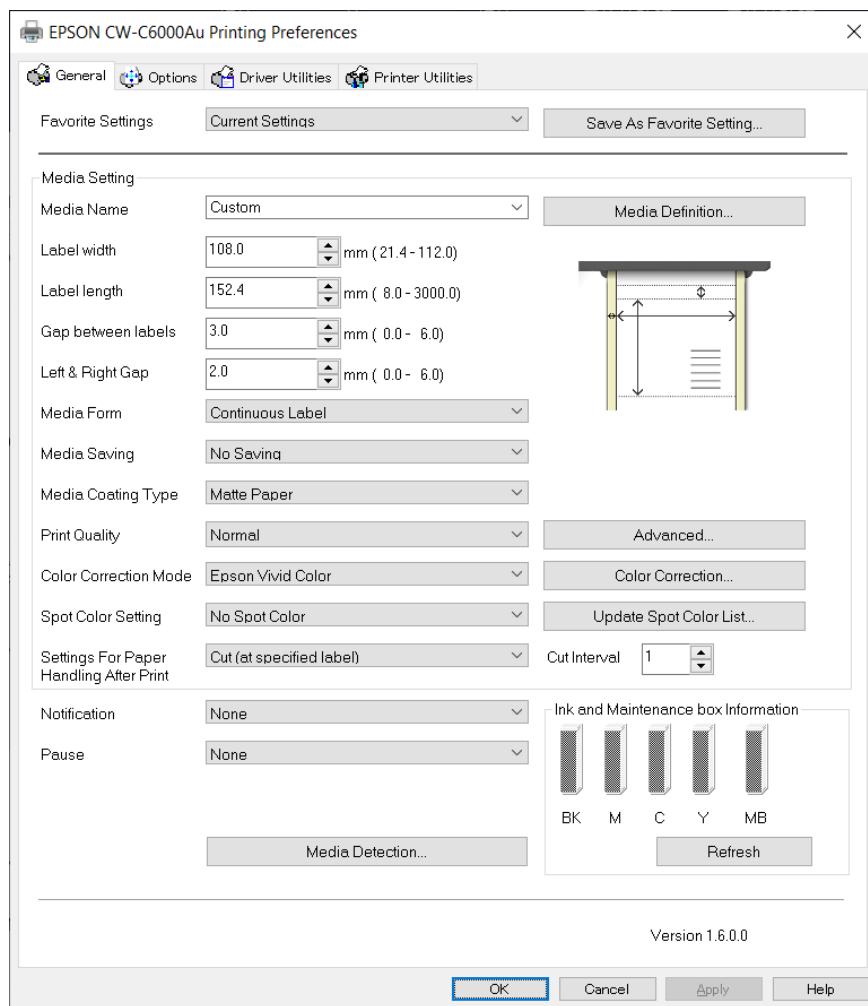 EPSON CW-C6000Au Printing Preferences
General Options Driver Utilities Printer Utilities
Favorite Settings Current Settings Save As Favorite Setting...
Media Setting
Media Name Custom Media Definition...
Label width 108.0 mm ( 21.4 - 112.0)
Label length 152.4 mm ( 8.0 - 3000.0)
Gap between labels 3.0 mm ( 0.0 - 6.0)
Left & Right Gap 2.0 mm ( 0.0 - 6.0)
Media Form Continuous Label
Media Saving No Saving
Media Coating Type Matte Paper
Print Quality Normal Advanced...
Color Correction Mode Epson Vivid Color Color Correction...
Spot Color Setting No Spot Color Update Spot Color List...
Settings For Paper Cut (at specified label) Cut Interval 1
Handling After Print
Notification None Ink and Maintenance box Information
Pause None
BK M C Y MB
Media Detection... Refresh
Version 1.6.0.0
OK Cancel Apply Help